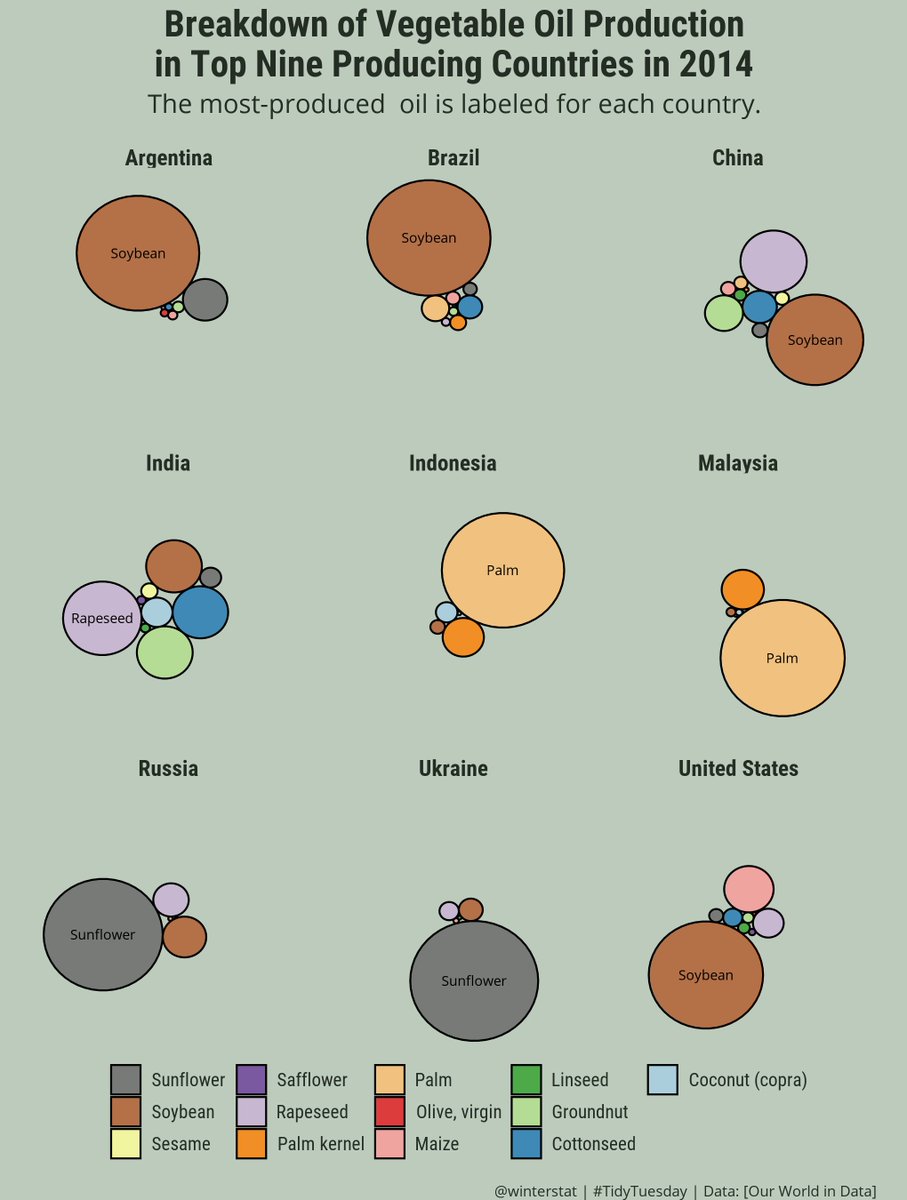 Breakdown of Vegetable Oil Production
in Top Nine Producing Countries in 2014
The most-produced  oil is labeled for each country.
Argentina
Brazil
China
Soybean
Soybean
Soybean
India
Indonesia
Malaysia
Rapeseed
Palm
Palm
Russia
Ukraine
United States
Sunflower
Sunflower
Soybean
Sunflower Safflower Palm Linseed Coconut (copra)
Soybean Rapeseed Olive, virgin Groundnut
Sesame Palm kernel Maize Cottonseed
@winterstat | #TidyTuesday | Data: [Our World in Data]